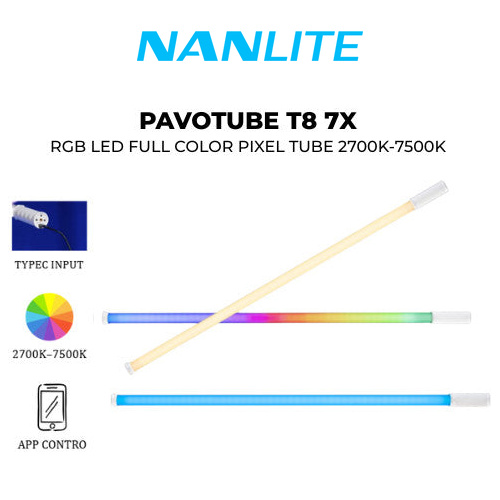 NANLITE
PAVOTUBE T8 7X
RGB LED FULL COLOR PIXEL TUBE 2700K-7500K
TYPEC INPUT
2700K–7500K
APP CONTRO